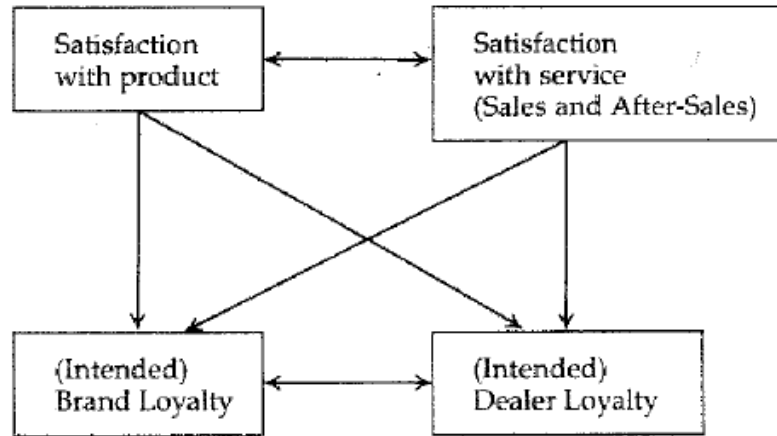 Satisfaction
with product
Satisfaction
with service
(Sales and After-Sales)
(Intended)
Brand Loyalty
(Intended)
Dealer Loyalty